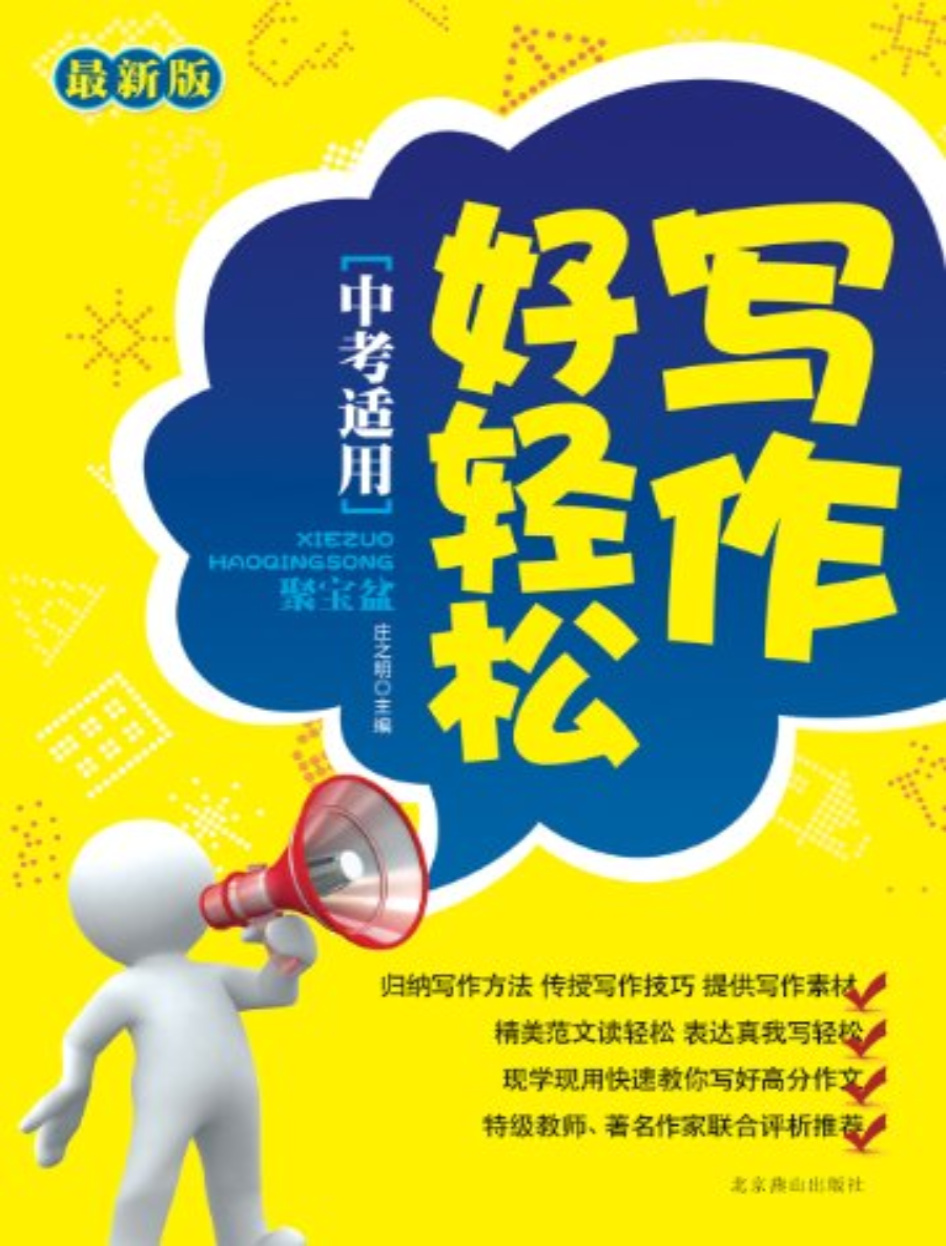 最新版
写作
好轻松
[中考适用]
XIEZUO
HAOQINGSONG
聚宝盆
庄之明○主编
归纳写作方法 传授写作技巧 提供写作素材
精美范文读轻松 表达真我写轻松
现学现用快速教你写好高分作文
特级教师、著名作家联合评析推荐
北京燕山出版社